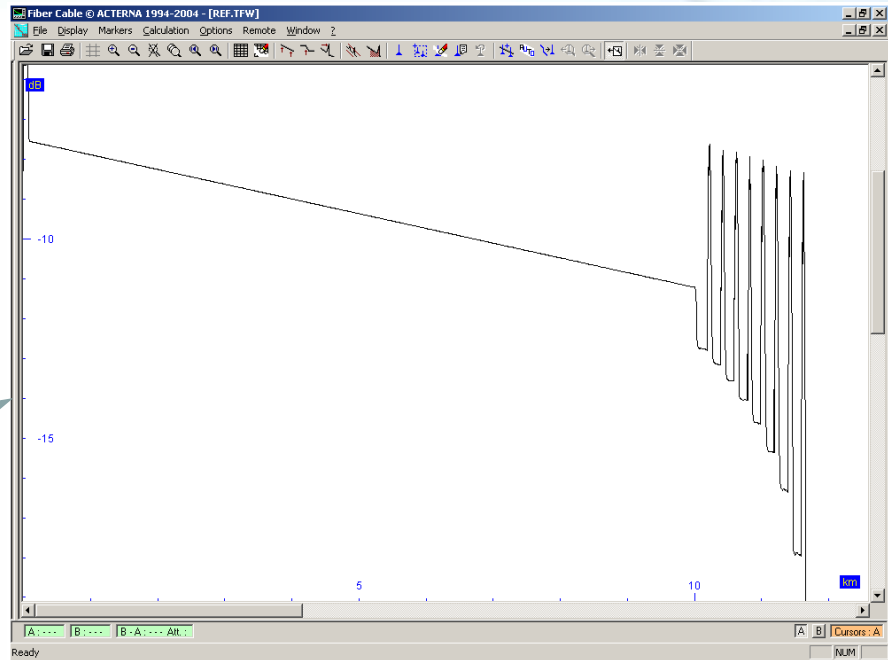 Fiber Cable © ACTERNA 1994-2004 - [REF.TFW]
File Display Markers Calculation Options Remote Window ?
dB
-10
-15
5
10
km
A : --- B : --- B - A : --- Att. : A B Cursors : A
Ready NUM